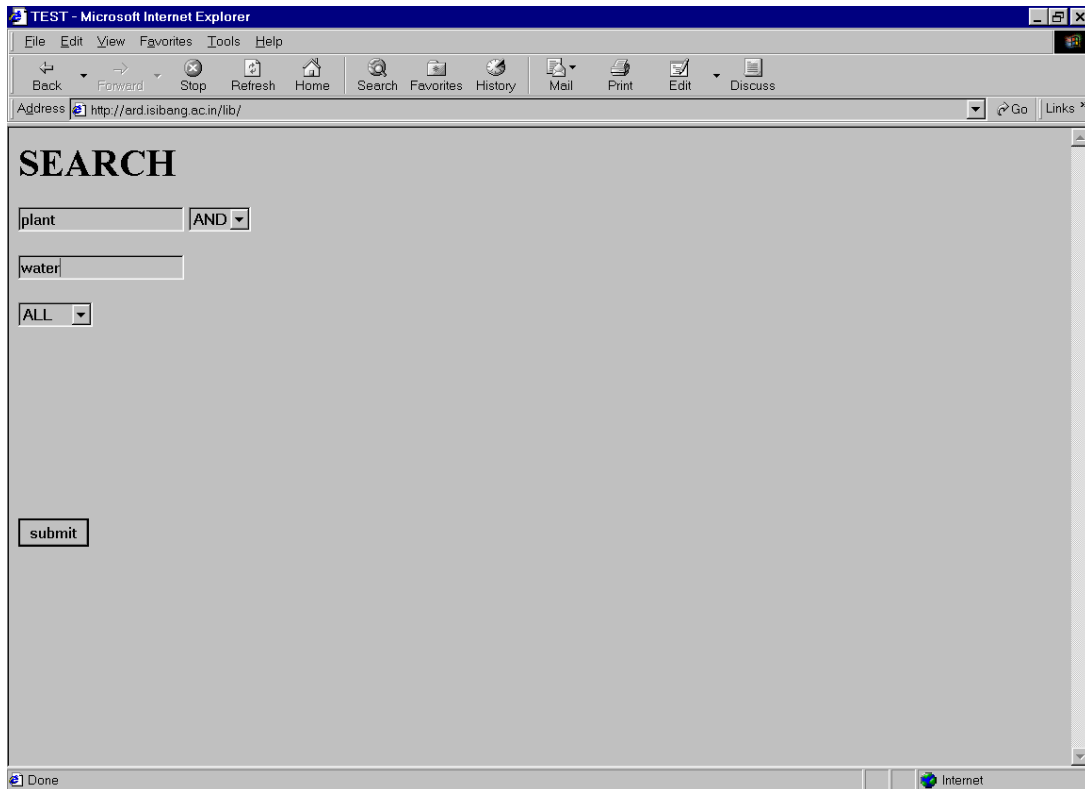 TEST - Microsoft Internet Explorer
File Edit View Favorites Tools Help
Back Forward Stop Refresh Home Search Favorites History Mail Print Edit Discuss
Address http://ard.isibang.ac.in/lib/ Go Links »
SEARCH
plant AND
water
ALL
submit
Done Internet